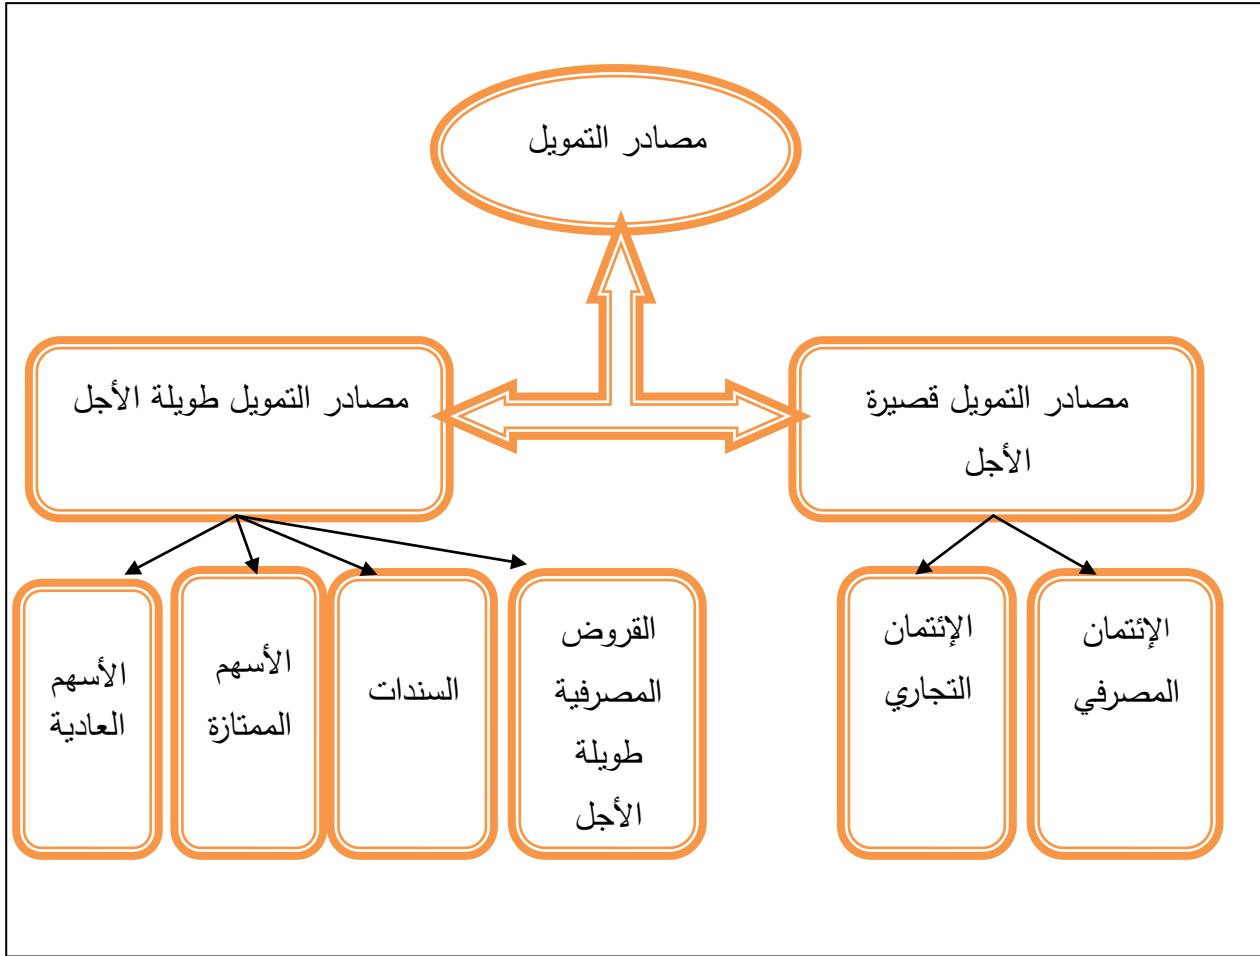 مصادر التمويل
مصادر التمويل قصيرة
الأجل
مصادر التمويل طويلة الأجل
الإئتمان
المصرفي
الإئتمان
التجاري
القروض
المصرفية
طويلة
الأجل
السندات
الأسهم
الممتازة
الأسهم
العادية